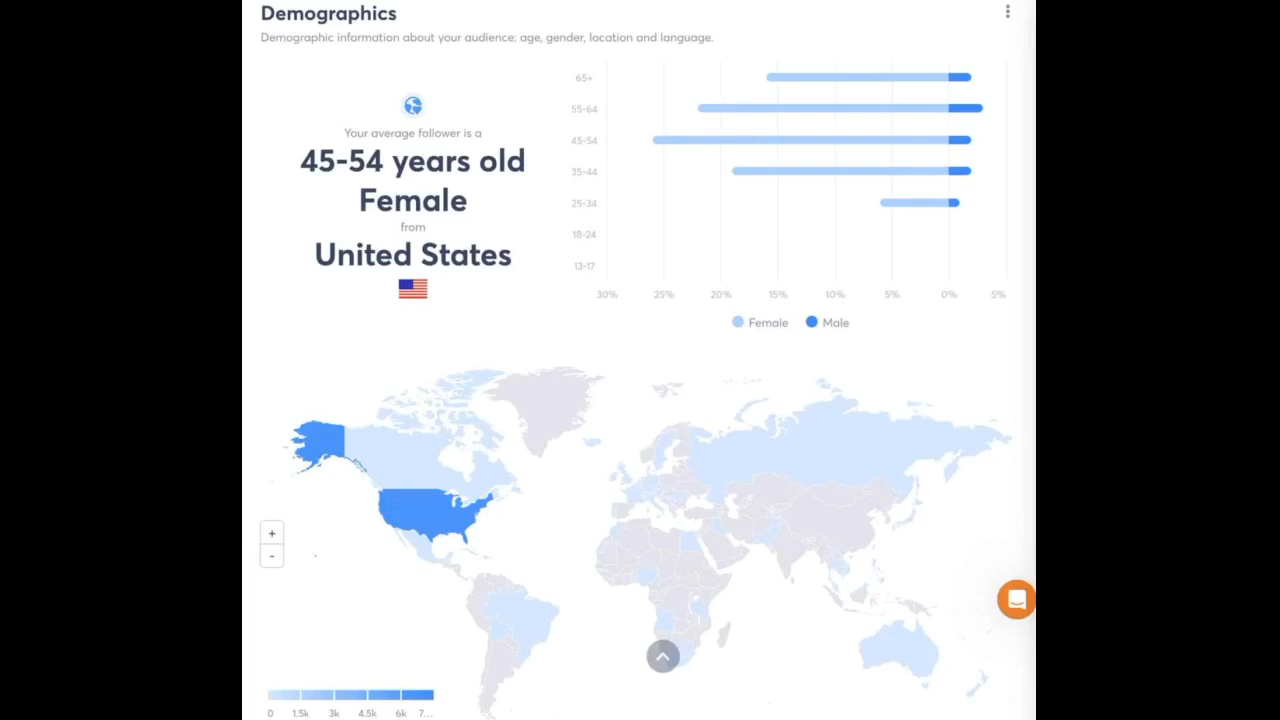 Demographics
Demographic information about your audience: age, gender, location and language.
Your average follower is a
45-54 years old
Female
from
United States
65+
55-64
45-54
35-44
25-34
18-24
13-17
30% 25% 20% 15% 10% 5% 0% 5%
Female Male
+
-
0 1.5k 3k 4.5k 6k 7...